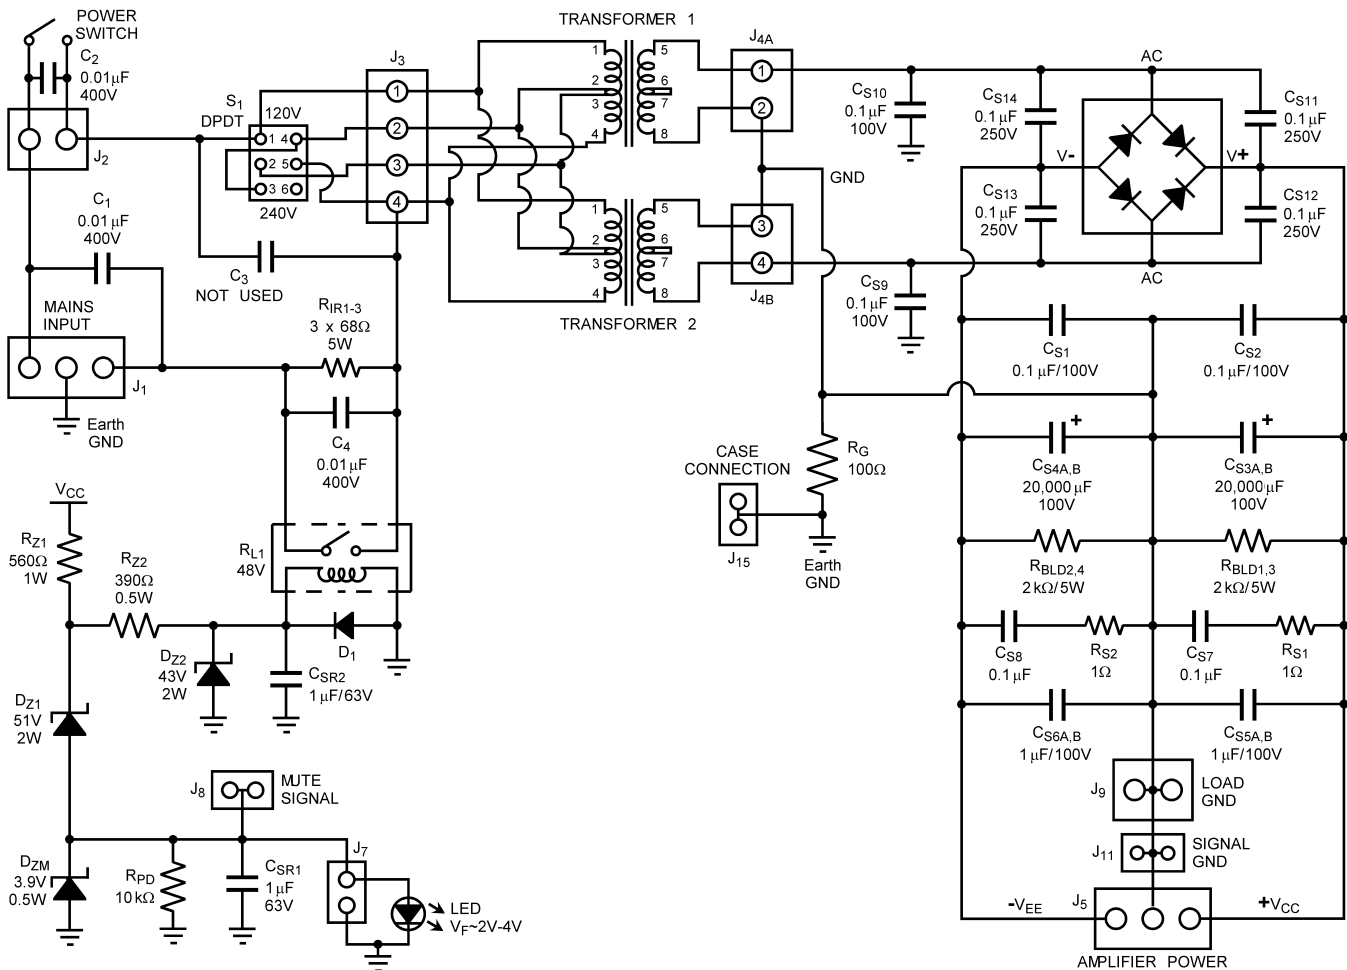 POWER
SWITCH
C2
0.01μF
400V
J2
S1
DPDT
120V
1 4
2 5
3 6
240V
J3
1
2
3
4
TRANSFORMER 1
1
2
3
4
5
6
7
8
J4A
1
2
CS10
0.1μF
100V
CS14
0.1μF
250V
AC
CS11
0.1μF
250V
V-
V+
GND
CS13
0.1μF
250V
CS12
0.1μF
250V
AC
C1
0.01μF
400V
C3
NOT USED
1
2
3
4
5
6
7
8
TRANSFORMER 2
3
4
J4B
CS9
0.1μF
100V
MAINS
INPUT
J1
Earth
GND
RIR1-3
3 x 68Ω
5W
C4
0.01μF
400V
CS1
0.1μF/100V
CS2
0.1μF/100V
RG
100Ω
CASE
CONNECTION
J15
Earth
GND
+
CS4A,B
20,000μF
100V
+
CS3A,B
20,000μF
100V
RBLD2,4
2kΩ/5W
RBLD1,3
2kΩ/5W
CS8
0.1μF
RS2
1Ω
CS7
0.1μF
RS1
1Ω
CS6A,B
1μF/100V
CS5A,B
1μF/100V
VCC
RZ1
560Ω
1W
RZ2
390Ω
0.5W
RL1
48V
DZ2
43V
2W
CSR2
1μF/63V
D1
DZ1
51V
2W
J8
MUTE
SIGNAL
DZM
3.9V
0.5W
RPD
10kΩ
CSR1
1μF
63V
J7
LED
VF~2V-4V
J9
LOAD
GND
J11
SIGNAL
GND
-VEE
J5
+VCC
AMPLIFIER POWER